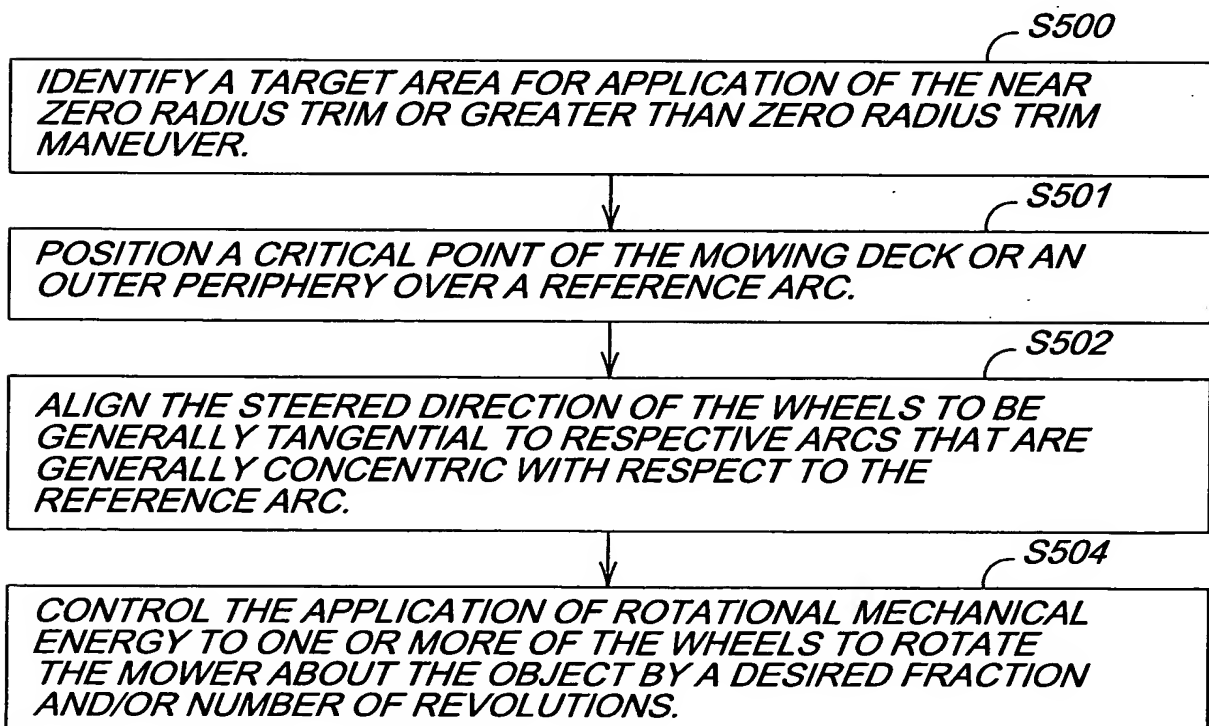 S500
IDENTIFY A TARGET AREA FOR APPLICATION OF THE NEAR
ZERO RADIUS TRIM OR GREATER THAN ZERO RADIUS TRIM
MANEUVER.
S501
POSITION A CRITICAL POINT OF THE MOWING DECK OR AN
OUTER PERIPHERY OVER A REFERENCE ARC.
S502
ALIGN THE STEERED DIRECTION OF THE WHEELS TO BE
GENERALLY TANGENTIAL TO RESPECTIVE ARCS THAT ARE
GENERALLY CONCENTRIC WITH RESPECT TO THE
REFERENCE ARC.
S504
CONTROL THE APPLICATION OF ROTATIONAL MECHANICAL
ENERGY TO ONE OR MORE OF THE WHEELS TO ROTATE
THE MOWER ABOUT THE OBJECT BY A DESIRED FRACTION
AND/OR NUMBER OF REVOLUTIONS.